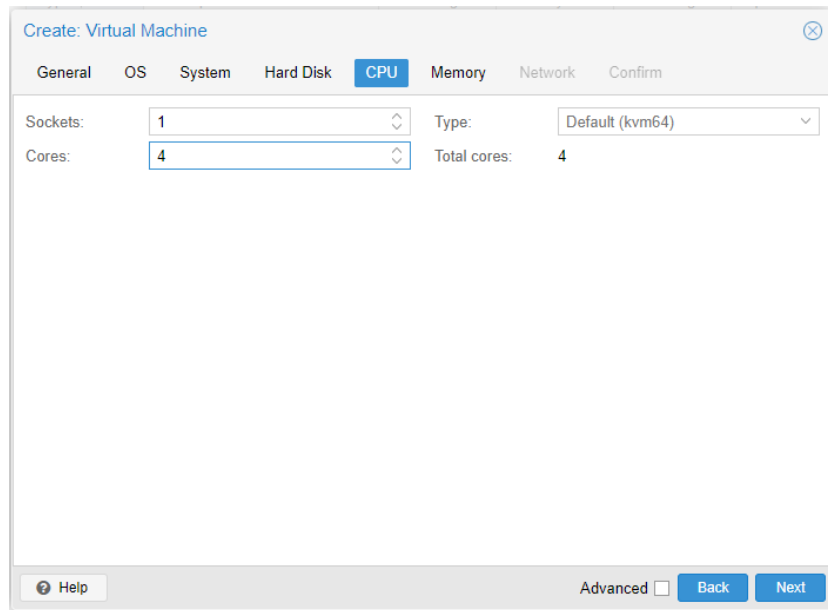 Create: Virtual Machine
General OS System Hard Disk CPU Memory Network Confirm
Sockets: 1 Type: Default (kvm64)
Cores: 4 Total cores: 4
Help Advanced Back Next